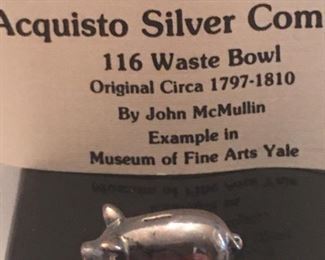 Acquisto Silver Com
116 Waste Bowl
Original Circa 1797-1810
By John McMullin
Example in
Museum of Fine Arts Yale